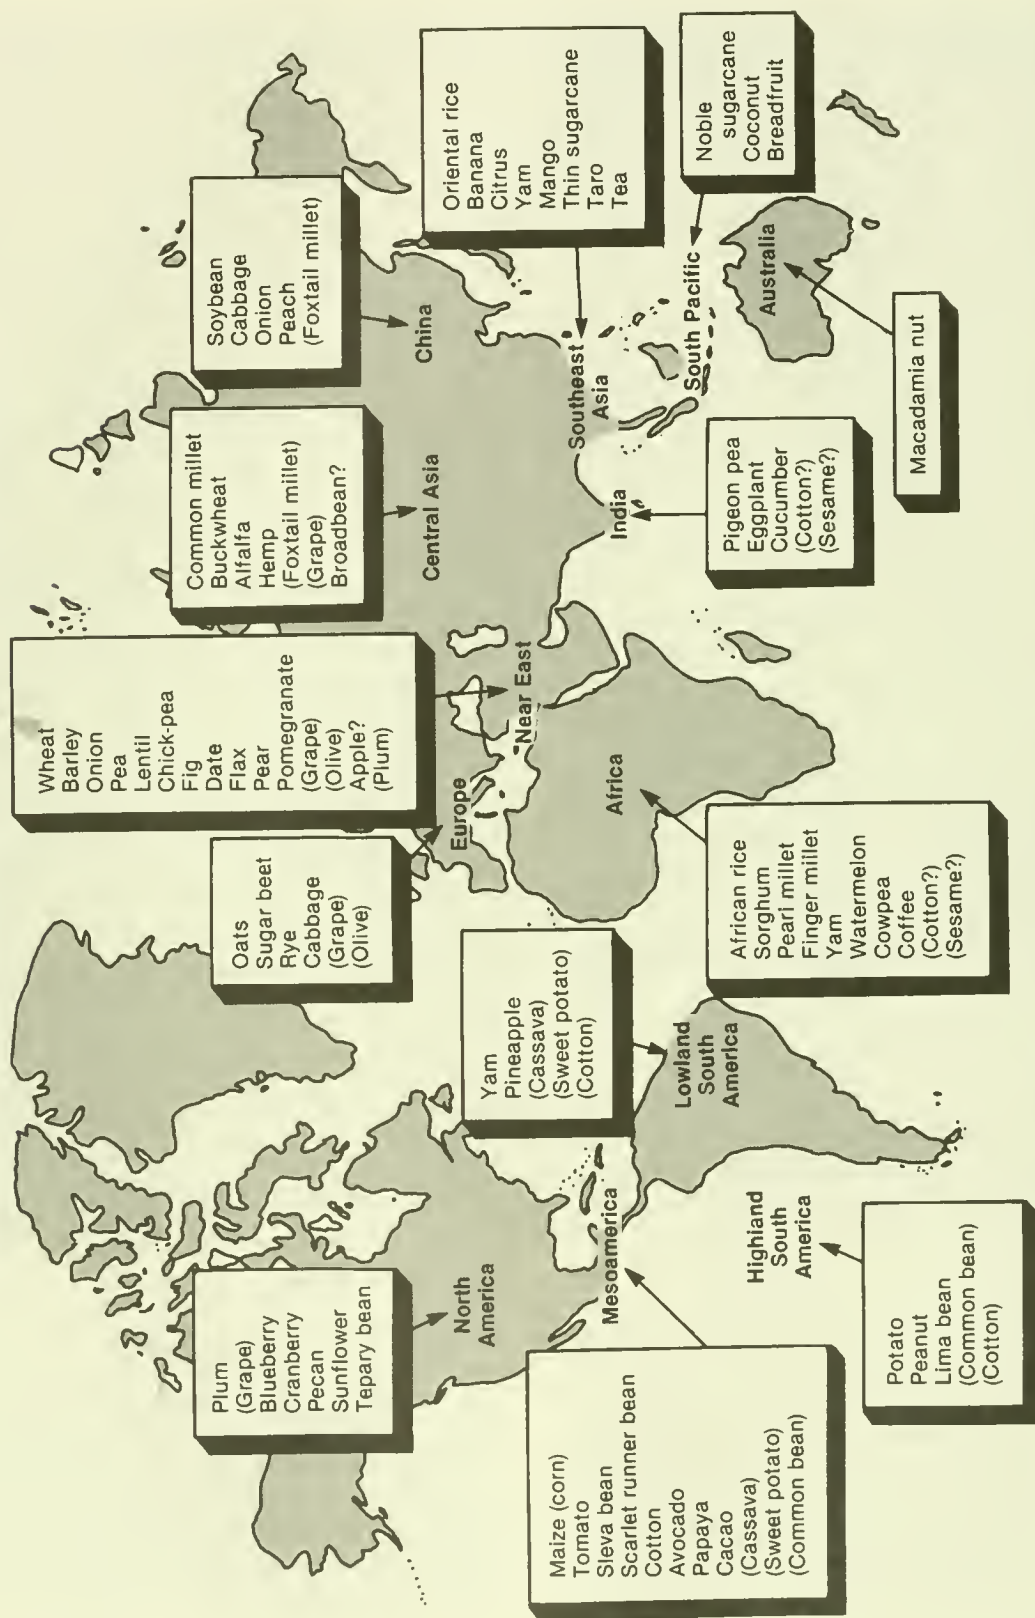 Plum
(Grape)
Blueberry
Cranberry
Pecan
Sunflower
Tepary bean
North
America
Maize (corn)
Tomato
Sleva bean
Scarlet runner bean
Cotton
Avocado
Papaya
Cacao
(Cassava)
(Sweet potato)
(Common bean)
Mesoamerica
Potato
Peanut
Lima bean
(Common bean)
(Cotton)
Highland
South
America
Yam
Pineapple
(Cassava)
(Sweet potato)
(Cotton)
Lowland
South
America
Oats
Sugar beet
Rye
Cabbage
(Grape)
(Olive)
Europe
Wheat
Barley
Onion
Pea
Lentil
Chick-pea
Fig
Date
Flax
Pear
Pomegranate
(Grape)
(Olive)
Apple?
(Plum)
Near East
African rice
Sorghum
Pearl millet
Finger millet
Yam
Watermelon
Cowpea
Coffee
(Cotton?)
(Sesame?)
Africa
Common millet
Buckwheat
Alfalfa
Hemp
(Foxtail millet)
(Grape)
Broadbean?
Central Asia
Soybean
Cabbage
Onion
Peach
(Foxtail millet)
China
Pigeon pea
Eggplant
Cucumber
(Cotton?)
(Sesame?)
India
Oriental rice
Banana
Citrus
Yam
Mango
Thin sugarcane
Taro
Tea
Southeast
Asia
Noble
sugarcane
Coconut
Breadfruit
South Pacific
Macadamia nut
Australia